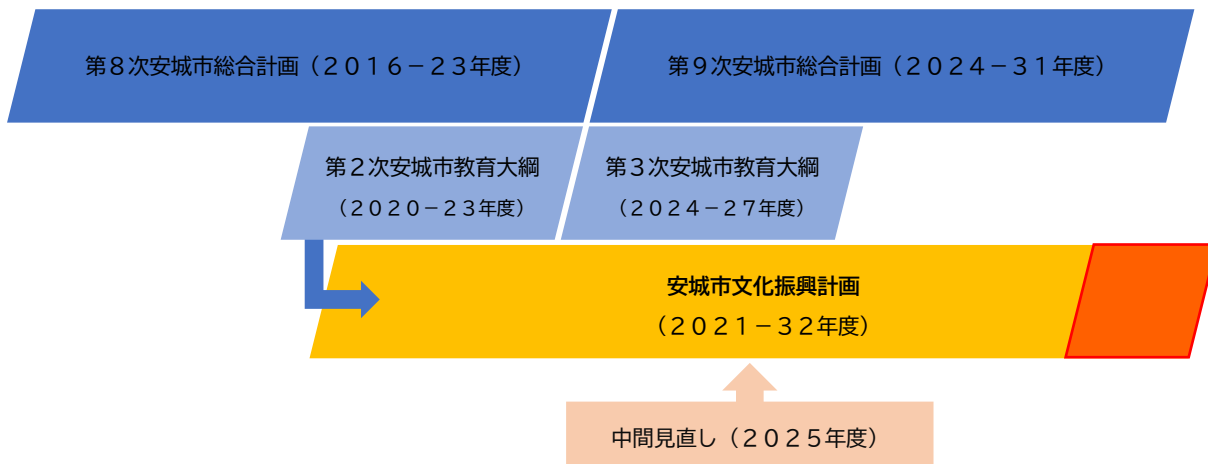 第８次安城市総合計画（２０１６－２３年度）
第９次安城市総合計画（２０２４－３１年度）
第２次安城市教育大綱
（２０２０－２３年度）
第３次安城市教育大綱
（２０２４－２７年度）
安城市文化振興計画
（２０２１－３２年度）
中間見直し（２０２５年度）